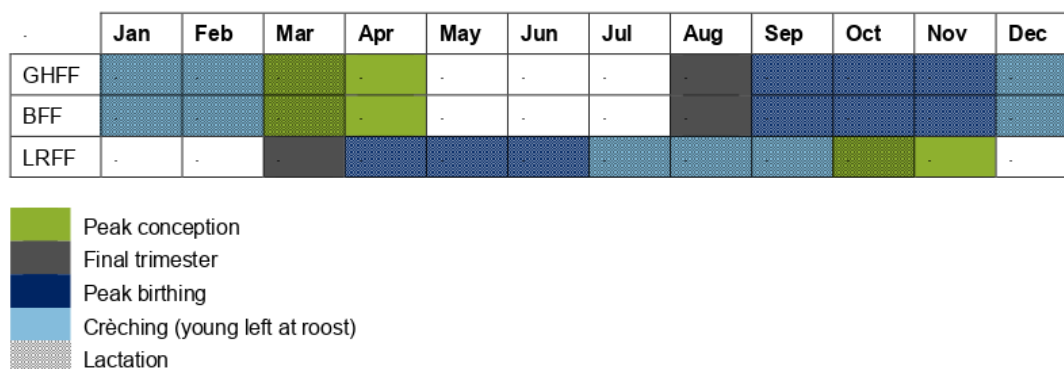 Jan Feb Mar Apr May Jun Jul Aug Sep Oct Nov Dec
GHFF
BFF
LRFF
Peak conception
Final trimester
Peak birthing
Crèching (young left at roost)
Lactation